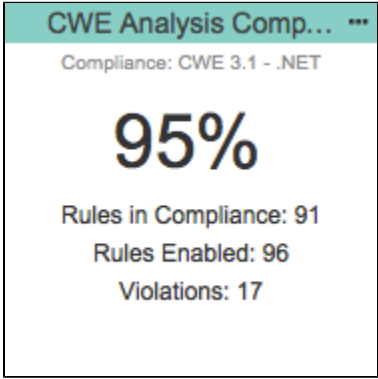 CWE Analysis Comp... •••
Compliance: CWE 3.1 - .NET
95%
Rules in Compliance: 91
Rules Enabled: 96
Violations: 17